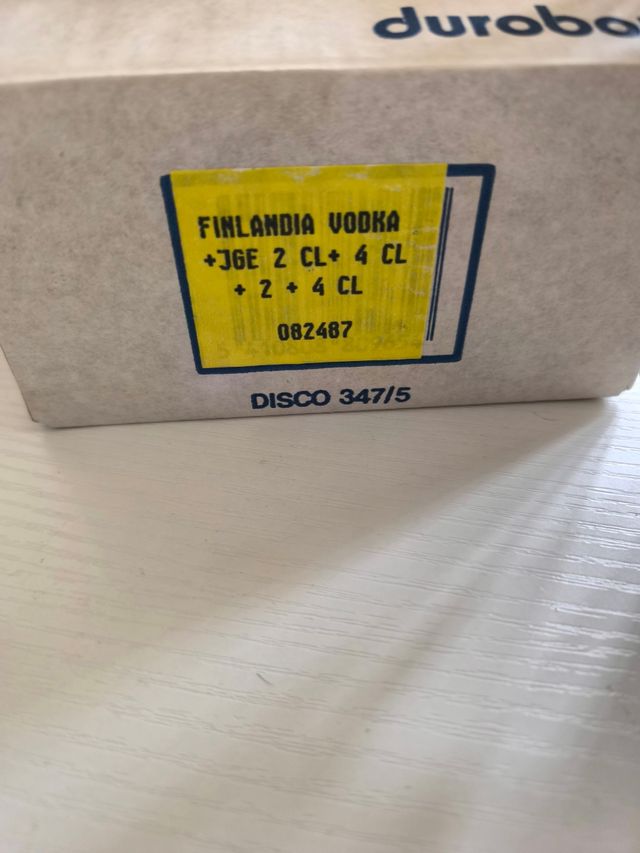 durobo
FINLANDIA VODKA
+JGE 2 CL+ 4 CL
+ 2 + 4 CL
082487
DISCO 347/5